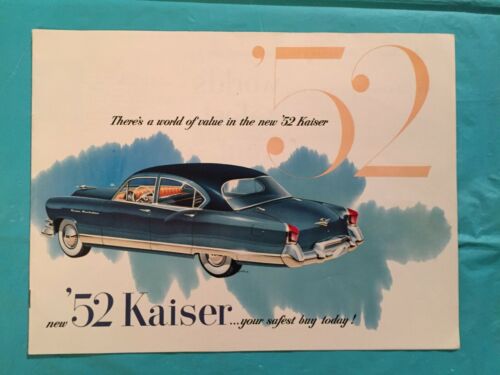 '52
There's a world of value in the new '52 Kaiser
new '52 Kaiser ...your safest buy today!